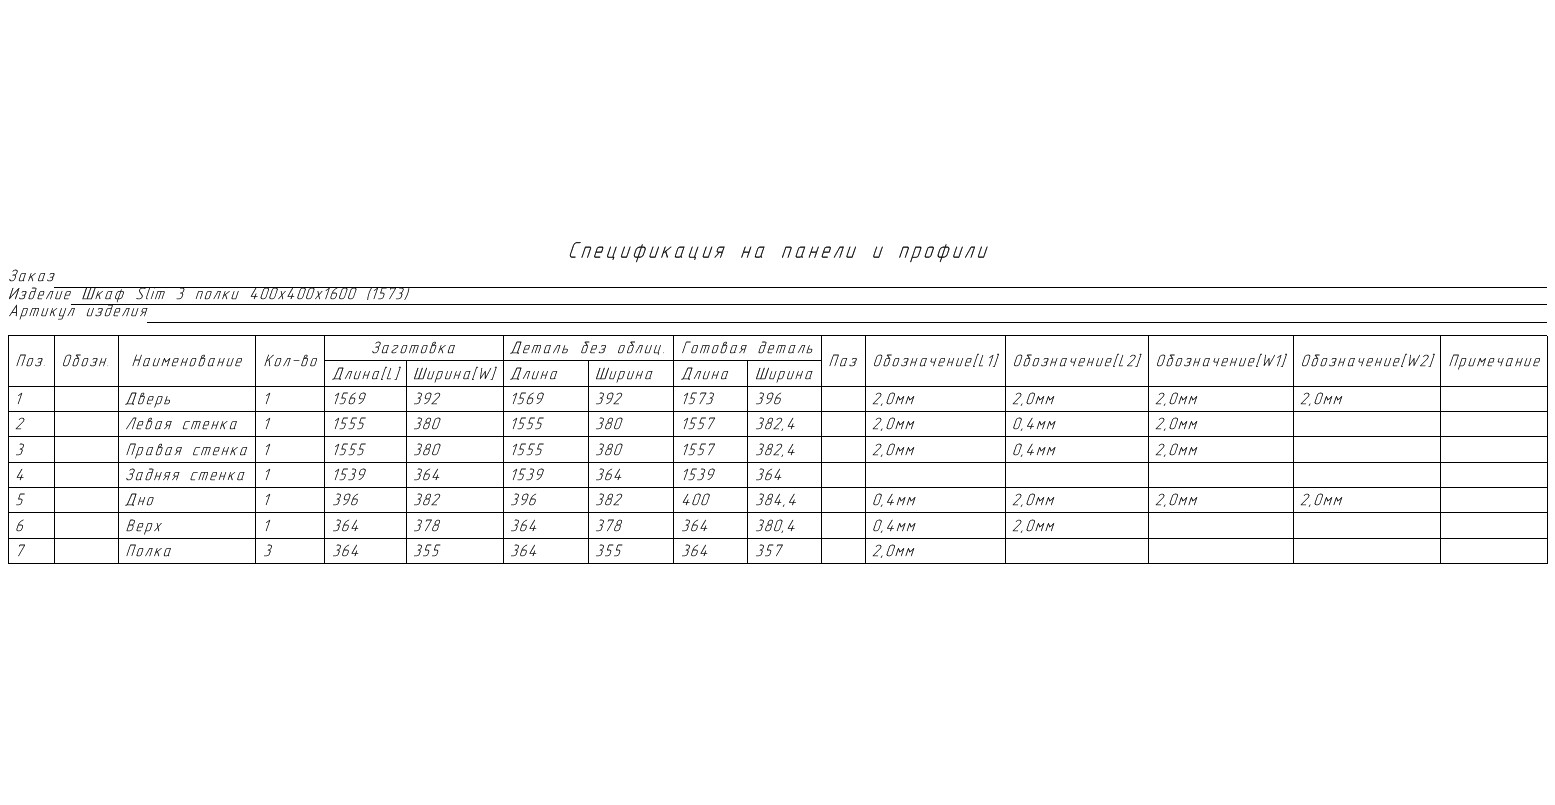 Спецификация на панели и профили
Заказ
Изделие Шкаф Slim 3 полки 400х400х1600 (1573)
Артикул изделия
Поз. Обозн. Наименование Кол-во Заготовка Деталь без облиц. Готовая деталь Паз Обозначение[L1] Обозначение[L2] Обозначение[W1] Обозначение[W2] Примечание
Длина[L] Ширина[W] Длина Ширина Длина Ширина
1 Дверь 1 1569 392 1569 392 1573 396 2,0мм 2,0мм 2,0мм 2,0мм
2 Левая стенка 1 1555 380 1555 380 1557 382,4 2,0мм 0,4мм 2,0мм
3 Правая стенка 1 1555 380 1555 380 1557 382,4 2,0мм 0,4мм 2,0мм
4 Задняя стенка 1 1539 364 1539 364 1539 364
5 Дно 1 396 382 396 382 400 384,4 0,4мм 2,0мм 2,0мм 2,0мм
6 Верх 1 364 378 364 378 364 380,4 0,4мм 2,0мм
7 Полка 3 364 355 364 355 364 357 2,0мм